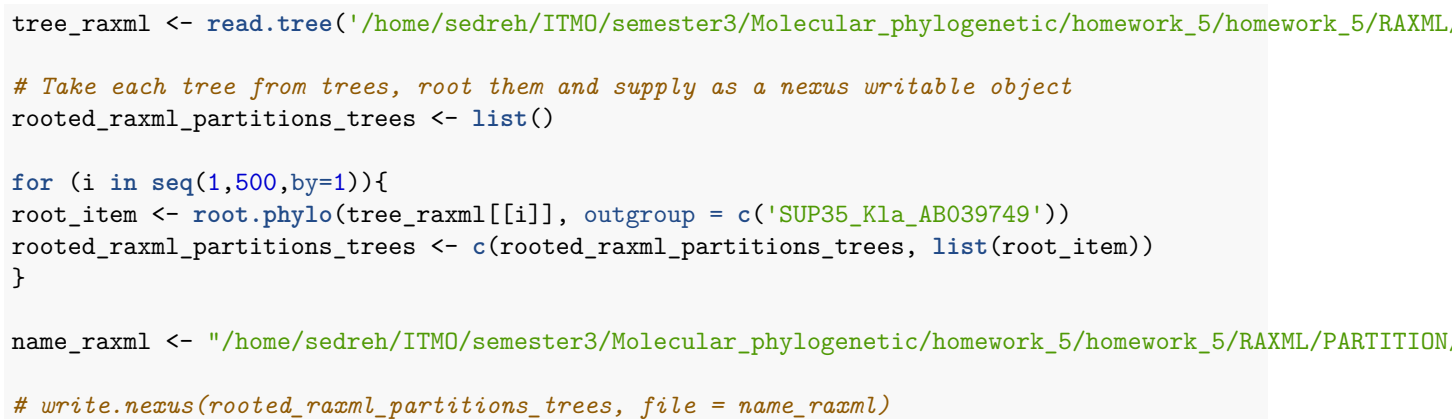 tree_raxml <- read.tree('/home/sedreh/ITMO/semester3/Molecular_phylogenetic/homework_5/homework_5/RAXML/
# Take each tree from trees, root them and supply as a nexus writable object
rooted_raxml_partitions_trees <- list()
for (i in seq(1,500,by=1)){
root_item <- root.phylo(tree_raxml[[i]], outgroup = c('SUP35_Kla_AB039749'))
rooted_raxml_partitions_trees <- c(rooted_raxml_partitions_trees, list(root_item))
}
name_raxml <- "/home/sedreh/ITMO/semester3/Molecular_phylogenetic/homework_5/homework_5/RAXML/PARTITION/
# write.nexus(rooted_raxml_partitions_trees, file = name_raxml)